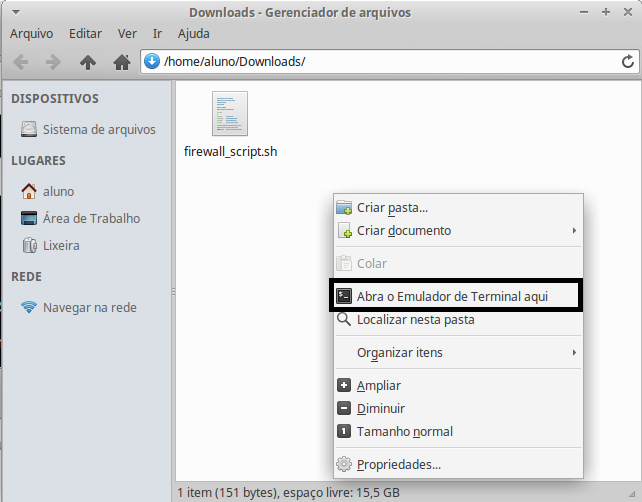 Downloads - Gerenciador de arquivos
Arquivo Editar Ver Ir Ajuda
/home/aluno/Downloads/
DISPOSITIVOS
Sistema de arquivos
LUGARES
aluno
Área de Trabalho
Lixeira
REDE
Navegar na rede
firewall_script.sh
Criar pasta...
Criar documento
Colar
Abra o Emulador de Terminal aqui
Localizar nesta pasta
Organizar itens
Ampliar
Diminuir
Tamanho normal
Propriedades...
1 item (151 bytes), espaço livre: 15,5 GB